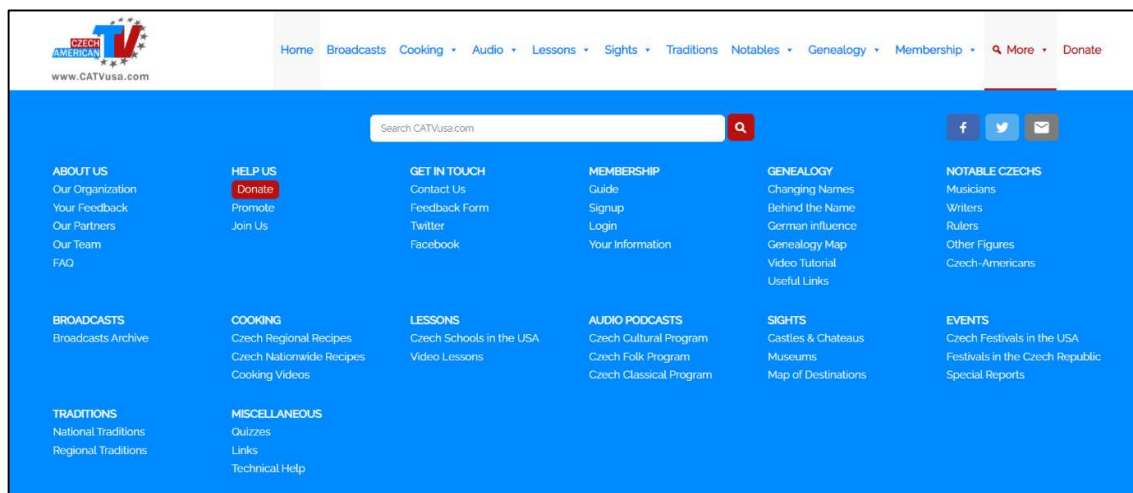 CZECH
AMERICAN
TV
www.CATVusa.com
Home Broadcasts Cooking Audio Lessons Sights Traditions Notables Genealogy Membership More Donate
Search CATVusa.com
ABOUT US
Our Organization
Your Feedback
Our Partners
Our Team
FAQ
HELP US
Donate
Promote
Join Us
GET IN TOUCH
Contact Us
Feedback Form
Twitter
Facebook
MEMBERSHIP
Guide
Signup
Login
Your Information
GENEALOGY
Changing Names
Behind the Name
German influence
Genealogy Map
Video Tutorial
Useful Links
NOTABLE CZECHS
Musicians
Writers
Rulers
Other Figures
Czech-Americans
BROADCASTS
Broadcasts Archive
COOKING
Czech Regional Recipes
Czech Nationwide Recipes
Cooking Videos
LESSONS
Czech Schools in the USA
Video Lessons
AUDIO PODCASTS
Czech Cultural Program
Czech Folk Program
Czech Classical Program
SIGHTS
Castles & Chateaus
Museums
Map of Destinations
EVENTS
Czech Festivals in the USA
Festivals in the Czech Republic
Special Reports
TRADITIONS
National Traditions
Regional Traditions
MISCELLANEOUS
Quizzes
Links
Technical Help